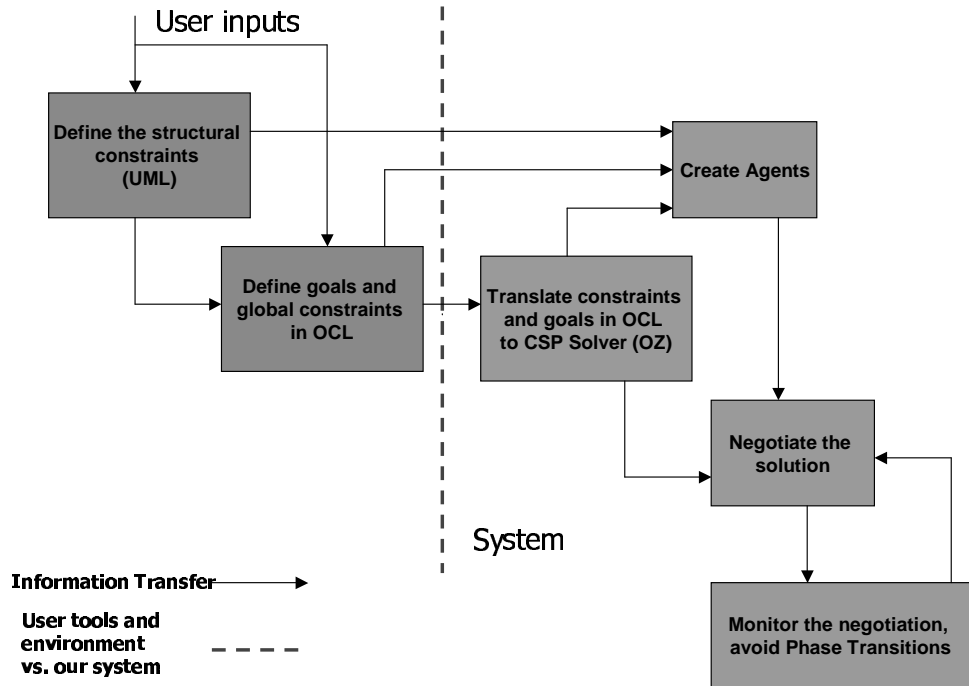 User inputs
Define the structural
constraints
(UML)
Create Agents
Define goals and
global constraints
in OCL
Translate constraints
and goals in OCL
to CSP Solver (OZ)
Negotiate the
solution
System
Information Transfer
User tools and
environment
vs. our system
Monitor the negotiation,
avoid Phase Transitions